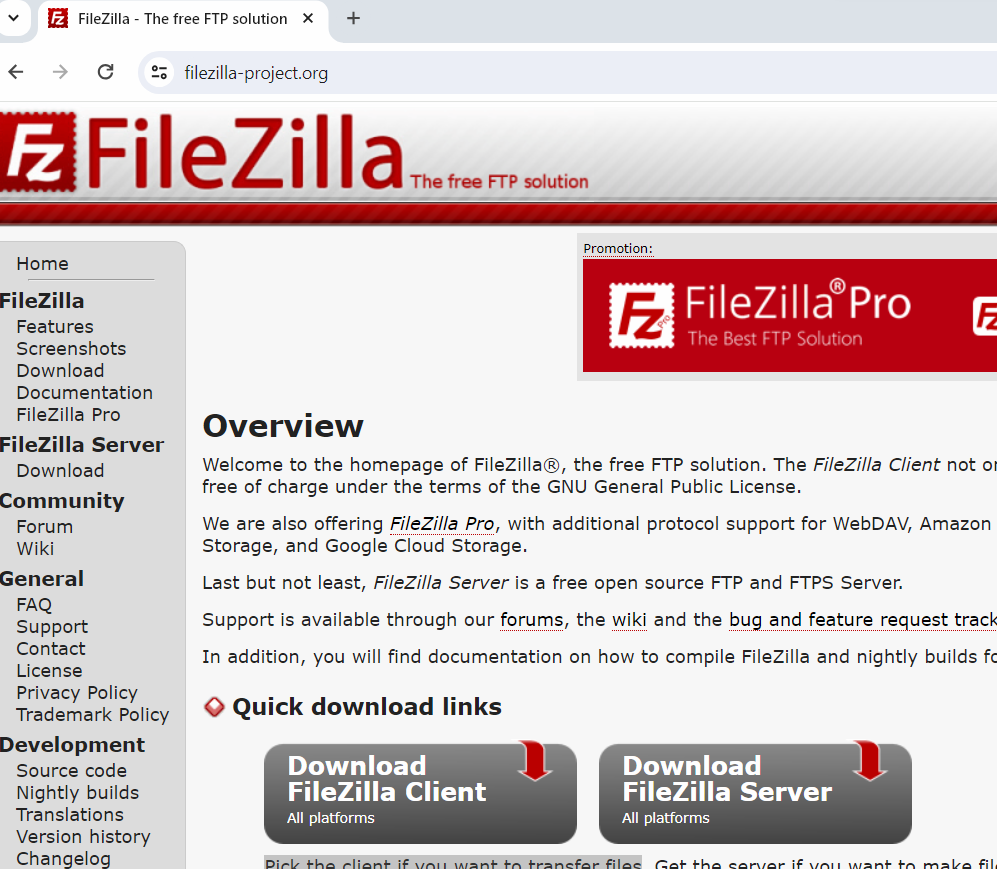 FileZilla - The free FTP solution
filezilla-project.org
Fz FileZilla The free FTP solution
Home
FileZilla
Features
Screenshots
Download
Documentation
FileZilla Pro
FileZilla Server
Download
Community
Forum
Wiki
General
FAQ
Support
Contact
License
Privacy Policy
Trademark Policy
Development
Source code
Nightly builds
Translations
Version history
Changelog
Promotion:
Fz Pro FileZilla® Pro
The Best FTP Solution
Overview
Welcome to the homepage of FileZilla®, the free FTP solution. The FileZilla Client not
free of charge under the terms of the GNU General Public License.
We are also offering FileZilla Pro, with additional protocol support for WebDAV, Amazon
Storage, and Google Cloud Storage.
Last but not least, FileZilla Server is a free open source FTP and FTPS Server.
Support is available through our forums, the wiki and the bug and feature request track
In addition, you will find documentation on how to compile FileZilla and nightly builds
Quick download links
Download
FileZilla Client
All platforms
Download
FileZilla Server
All platforms
Pick the client if you want to transfer files. Get the server if you want to make